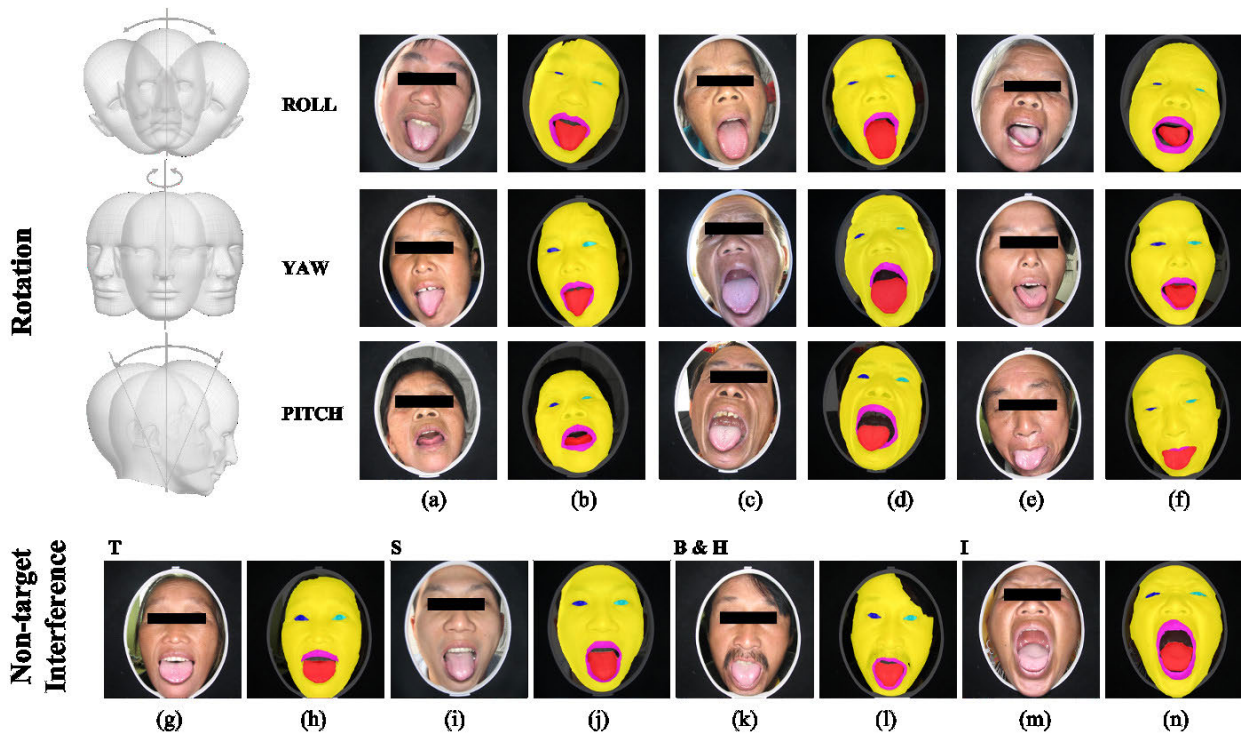 ROLL
Rotation
YAW
PITCH
(a) (b) (c) (d) (e) (f)
T S B & H I
Non-target
Interference
(g) (h) (i) (j) (k) (l) (m) (n)